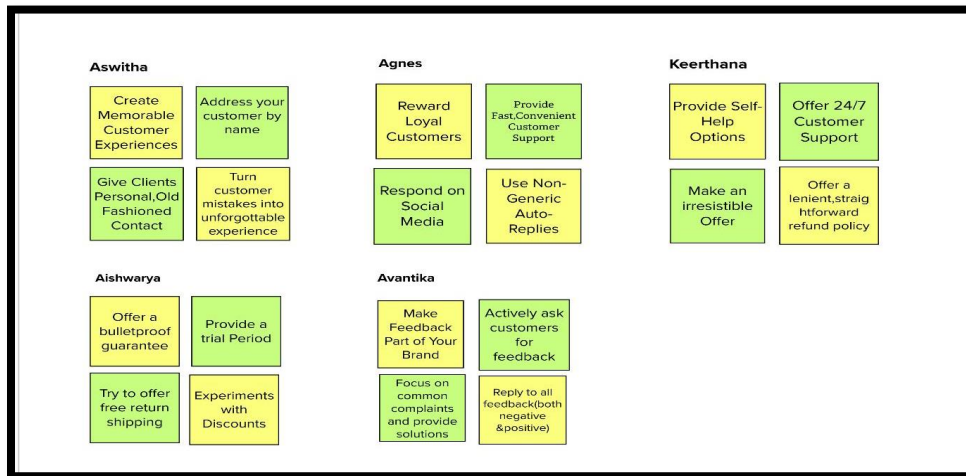 Aswitha
Create
Memorable
Customer
Experiences
Address your
customer by
name
Give Clients
Personal,Old
Fashioned
Contact
Turn
customer
mistakes into
unforgottable
experience
Agnes
Reward
Loyal
Customers
Provide
Fast,Convenient
Customer
Support
Respond on
Social
Media
Use Non-
Generic
Auto-
Replies
Keerthana
Provide Self-
Help
Options
Offer 24/7
Customer
Support
Make an
irresistible
Offer
Offer a
lenient,straig
htforward
refund policy
Aishwarya
Offer a
bulletproof
guarantee
Provide a
trial Period
Try to offer
free return
shipping
Experiments
with
Discounts
Avantika
Make
Feedback
Part of Your
Brand
Actively ask
customers
for
feedback
Focus on
common
complaints
and provide
solutions
Reply to all
feedback(both
negative
&positive)